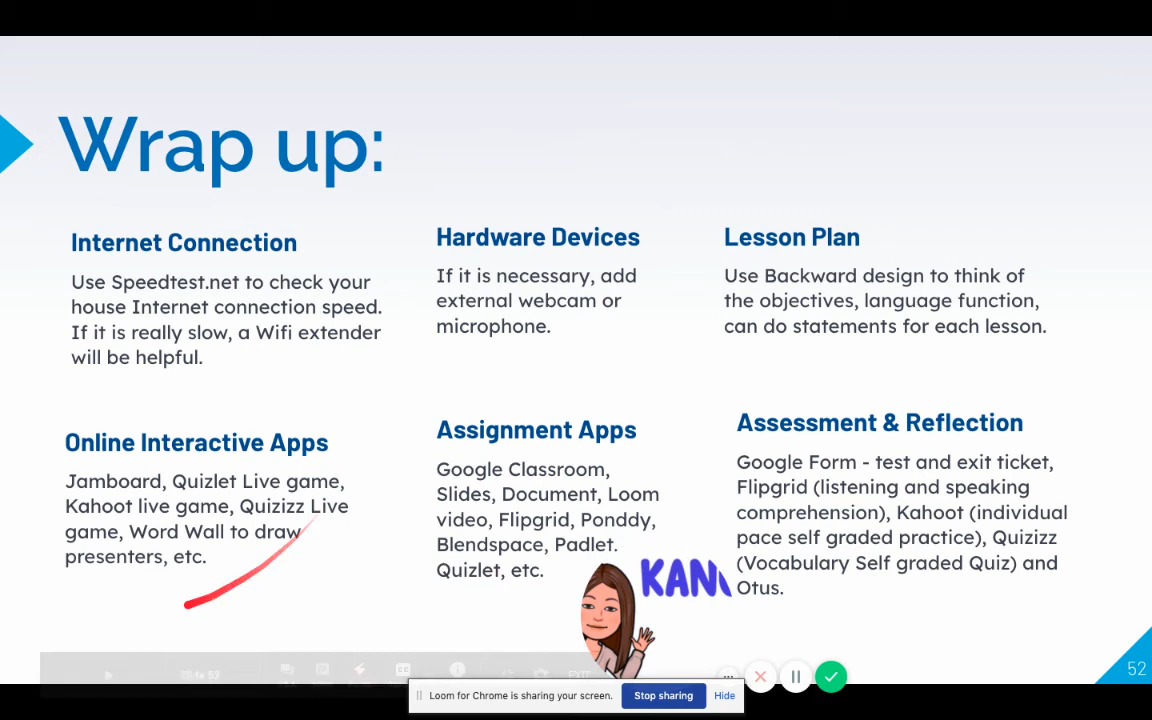 Wrap up:
Internet Connection
Use Speedtest.net to check your
house Internet connection speed.
If it is really slow, a Wifi extender
will be helpful.
Hardware Devices
If it is necessary, add
external webcam or
microphone.
Lesson Plan
Use Backward design to think of
the objectives, language function,
can do statements for each lesson.
Online Interactive Apps
Jamboard, Quizlet Live game,
Kahoot live game, Quizizz Live
game, Word Wall to draw
presenters, etc.
Assignment Apps
Google Classroom,
Slides, Document, Loom
video, Flipgrid, Ponddy,
Blendspace, Padlet.
Quizlet, etc.
Assessment & Reflection
Google Form - test and exit ticket,
Flipgrid (listening and speaking
comprehension), Kahoot (individual
pace self graded practice), Quizizz
(Vocabulary Self graded Quiz) and
Otus.
EXIT
Loom for Chrome is sharing your screen.
Stop sharing
Hide
52